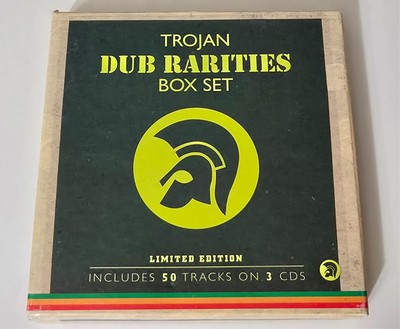 TROJAN
DUB RARITIES
BOX SET
LIMITED EDITION
INCLUDES 50 TRACKS ON 3 CDS